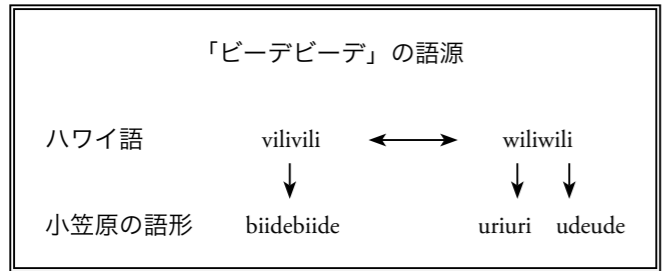 「ビーデビーデ」の語源
ハワイ語 vilivili ⟷ wiliwili
↓ ↓ ↓
小笠原の語形 biidebiide uriuri udeude